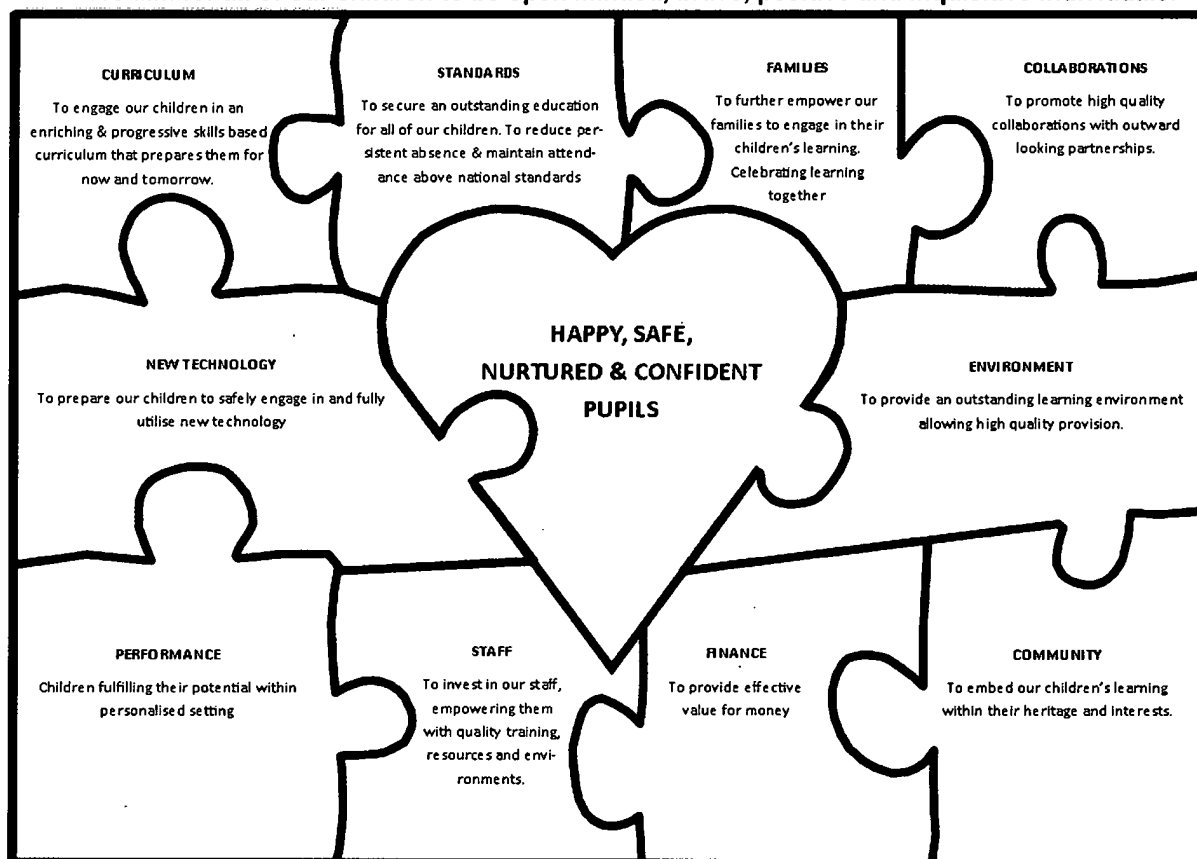 CURRICULUM
To engage our children in an
enriching & progressive skills based
curriculum that prepares them for
now and tomorrow.
STANDARDS
To secure an outstanding education
for all of our children. To reduce per-
sistent absence & maintain attend-
ance above national standards
FAMILIES
To further empower our
families to engage in their
children's learning.
Celebrating learning
together
COLLABORATIONS
To promote high quality
collaborations with outward
looking partnerships.
HAPPY, SAFE,
NURTURED & CONFIDENT
PUPILS
NEW TECHNOLOGY
To prepare our children to safely engage in and fully
utilise new technology
ENVIRONMENT
To provide an outstanding learning environment
allowing high quality provision.
PERFORMANCE
Children fulfilling their potential within
personalised setting
STAFF
To invest in our staff,
empowering them
with quality training,
resources and envi-
ronments.
FINANCE
To provide effective
value for money
COMMUNITY
To embed our children's learning
within their heritage and interests.